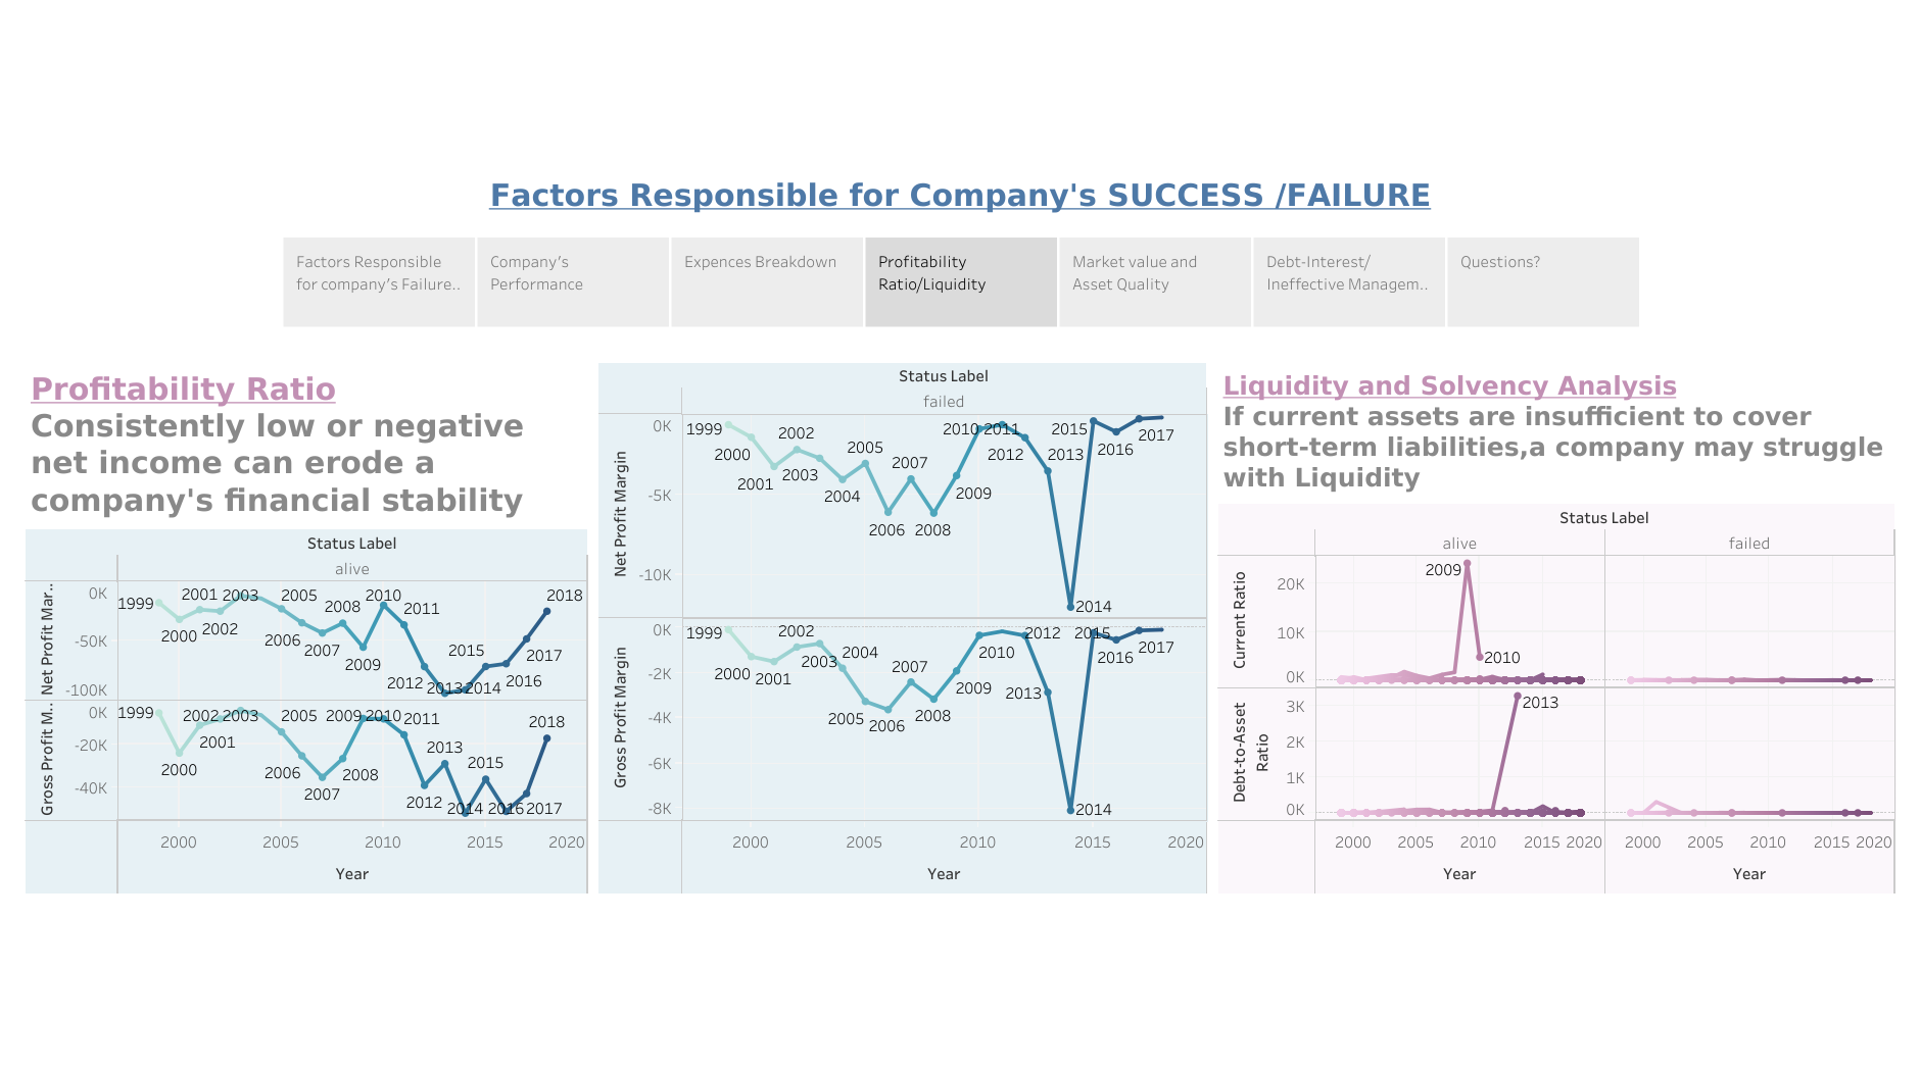 Factors Responsible for Company's SUCCESS /FAILURE
Factors Responsible
for company's Failure..
Company's
Performance
Expences Breakdown
Profitability
Ratio/Liquidity
Market value and
Asset Quality
Debt-Interest/
Ineffective Managem..
Questions?
Profitability Ratio
Consistently low or negative
net income can erode a
company's financial stability
Status Label
alive
Net Profit Mar..
0K
-50K
-100K
1999
2000
2001
2002
2003
2005
2006
2007
2008
2009
2010
2011
2012
2013
2014
2015
2016
2017
2018
Gross Profit M..
0K
-20K
-40K
1999
2000
2001
2002
2003
2005
2006
2007
2008
2009
2010
2011
2012
2013
2014
2015
2016
2017
2018
2000
2005
2010
2015
2020
Year
Status Label
failed
Net Profit Margin
0K
-5K
-10K
1999
2000
2001
2002
2003
2004
2005
2006
2007
2008
2009
2010
2011
2012
2013
2014
2015
2016
2017
Gross Profit Margin
0K
-2K
-4K
-6K
-8K
1999
2000
2001
2002
2003
2004
2005
2006
2007
2008
2009
2010
2012
2013
2014
2015
2016
2017
2000
2005
2010
2015
2020
Year
Liquidity and Solvency Analysis
If current assets are insufficient to cover
short-term liabilities,a company may struggle
with Liquidity
Status Label
alive
failed
Current Ratio
20K
10K
0K
2009
2010
Debt-to-Asset
Ratio
3K
2K
1K
0K
2013
2000
2005
2010
2015
2020
2000
2005
2010
2015
2020
Year
Year